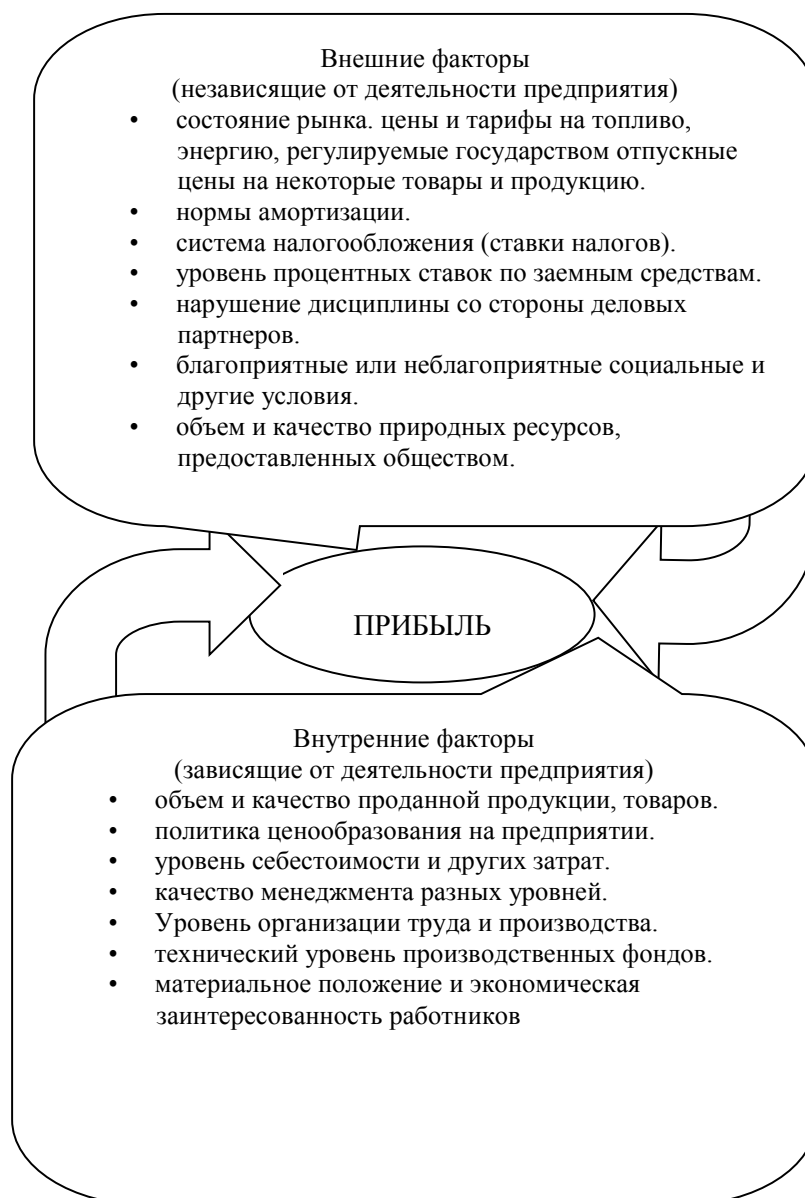 Внешние факторы
(независящие от деятельности предприятия)
• состояние рынка. цены и тарифы на топливо,
энергию, регулируемые государством отпускные
цены на некоторые товары и продукцию.
• нормы амортизации.
• система налогообложения (ставки налогов).
• уровень процентных ставок по заемным средствам.
• нарушение дисциплины со стороны деловых
партнеров.
• благоприятные или неблагоприятные социальные и
другие условия.
• объем и качество природных ресурсов,
предоставленных обществом.
ПРИБЫЛЬ
Внутренние факторы
(зависящие от деятельности предприятия)
• объем и качество проданной продукции, товаров.
• политика ценообразования на предприятии.
• уровень себестоимости и других затрат.
• качество менеджмента разных уровней.
• Уровень организации труда и производства.
• технический уровень производственных фондов.
• материальное положение и экономическая
заинтересованность работников